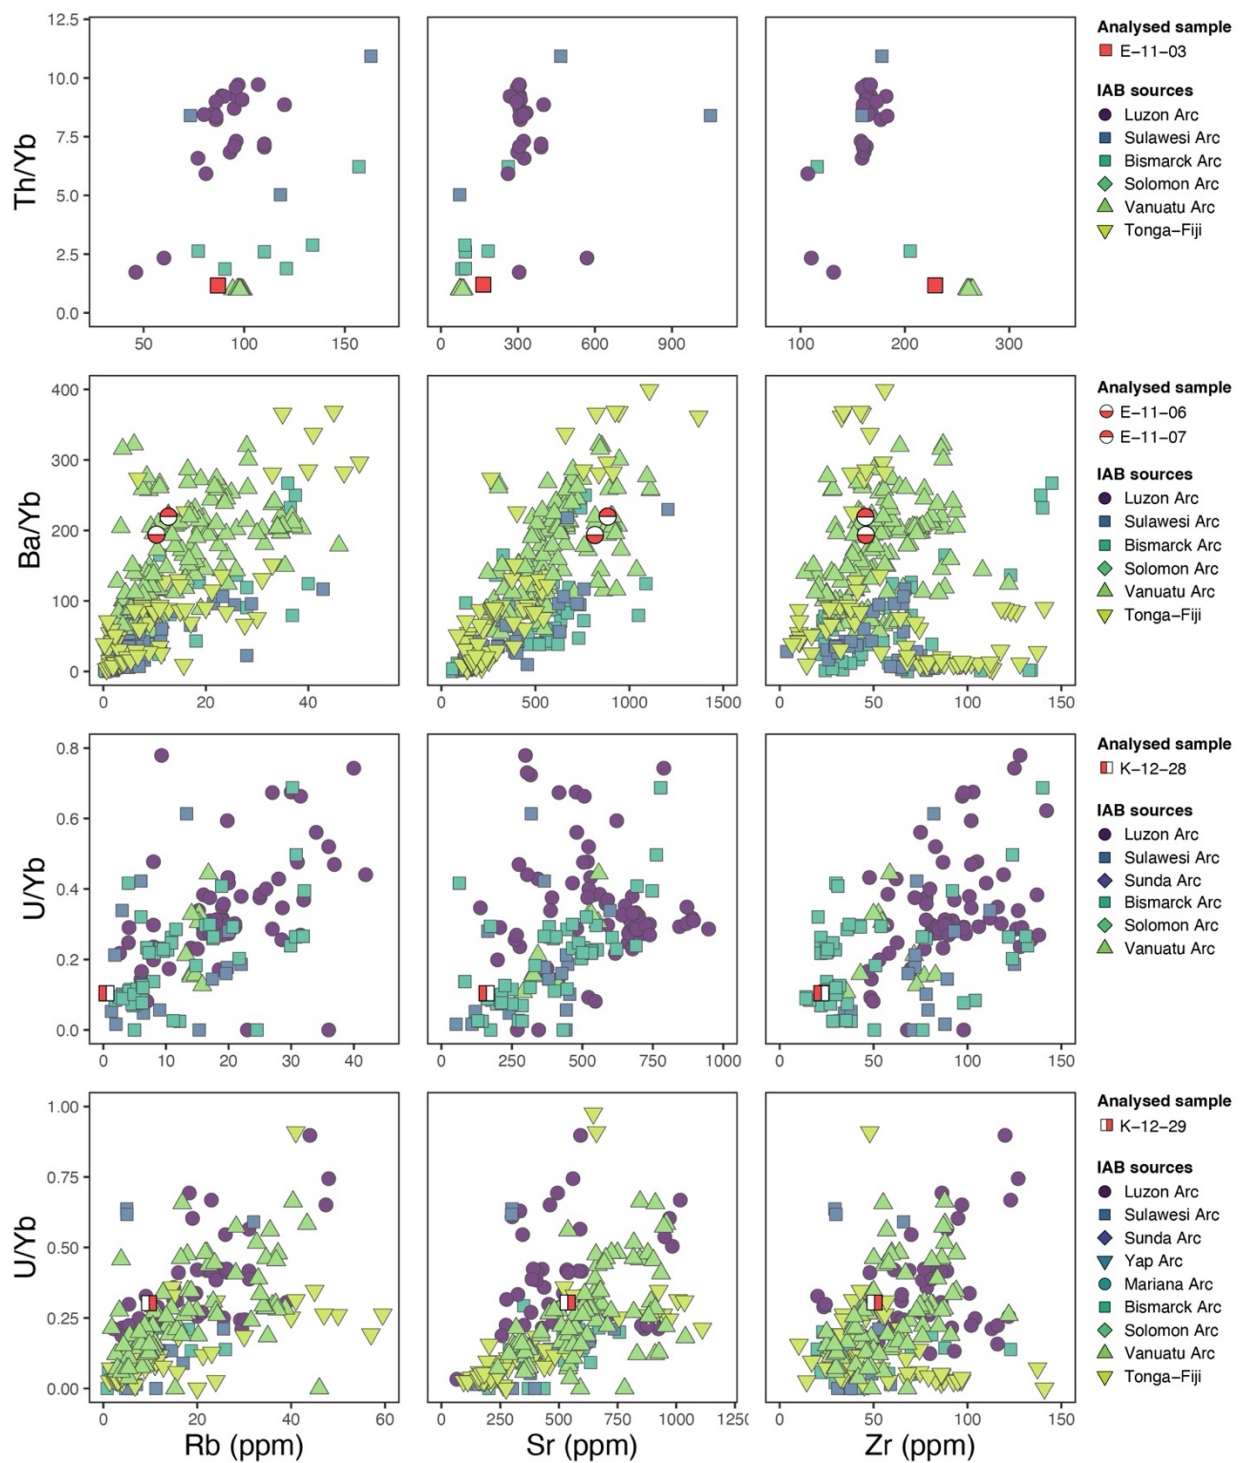 12.5
10.0
7.5
5.0
2.5
0.0
Th/Yb
50
100
150
0
300
600
900
100
200
300
Analysed sample
E−11−03
IAB sources
Luzon Arc
Sulawesi Arc
Bismarck Arc
Solomon Arc
Vanuatu Arc
Tonga−Fiji
400
300
200
100
0
Ba/Yb
0
20
40
0
500
1000
1500
0
50
100
150
Analysed sample
E−11−06
E−11−07
IAB sources
Luzon Arc
Sulawesi Arc
Bismarck Arc
Solomon Arc
Vanuatu Arc
Tonga−Fiji
0.8
0.6
0.4
0.2
0.0
U/Yb
0
10
20
30
40
0
250
500
750
1000
0
50
100
150
Analysed sample
K−12−28
IAB sources
Luzon Arc
Sulawesi Arc
Sunda Arc
Bismarck Arc
Solomon Arc
Vanuatu Arc
1.00
0.75
0.50
0.25
0.00
U/Yb
0
20
40
60
0
250
500
750
1000
125
0
50
100
150
Rb (ppm)
Sr (ppm)
Zr (ppm)
Analysed sample
K−12−29
IAB sources
Luzon Arc
Sulawesi Arc
Sunda Arc
Yap Arc
Mariana Arc
Bismarck Arc
Solomon Arc
Vanuatu Arc
Tonga−Fiji